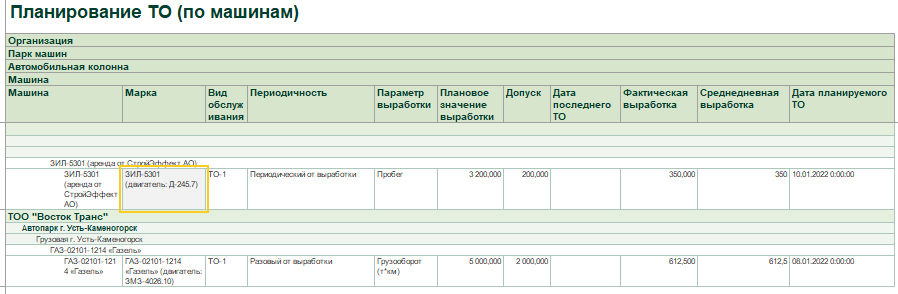 Планирование ТО (по машинам)
Организация
Парк машин
Автомобильная колонна
Машина
Машина Марка Вид обслуживания Периодичность Параметр выработки Плановое значение выработки Допуск Дата последнего ТО Фактическая выработка Среднедневная выработка Дата планируемого ТО
ЗИЛ-5301 (аренда от СтройЭффект АО)
ЗИЛ-5301 ЗИЛ-5301 ТО-1 Периодический от выработки Пробег 3 200,000 200,000 350,000 350 10.01.2022 0:00:00
(аренда от (двигатель: Д-245.7)
СтройЭффект
АО)
ТОО "Восток Транс"
Автопарк г. Усть-Каменогорск
Грузовая г. Усть-Каменогорск
ГАЗ-02101-1214 «Газель»
ГАЗ-02101-121 ГАЗ-02101-1214 ТО-1 Разовый от выработки Грузооборот 5 000,000 2 000,000 612,500 612,5 08.01.2022 0:00:00
4 «Газель» «Газель» (двигатель: (т*км)
ЗМЗ-4026.10)